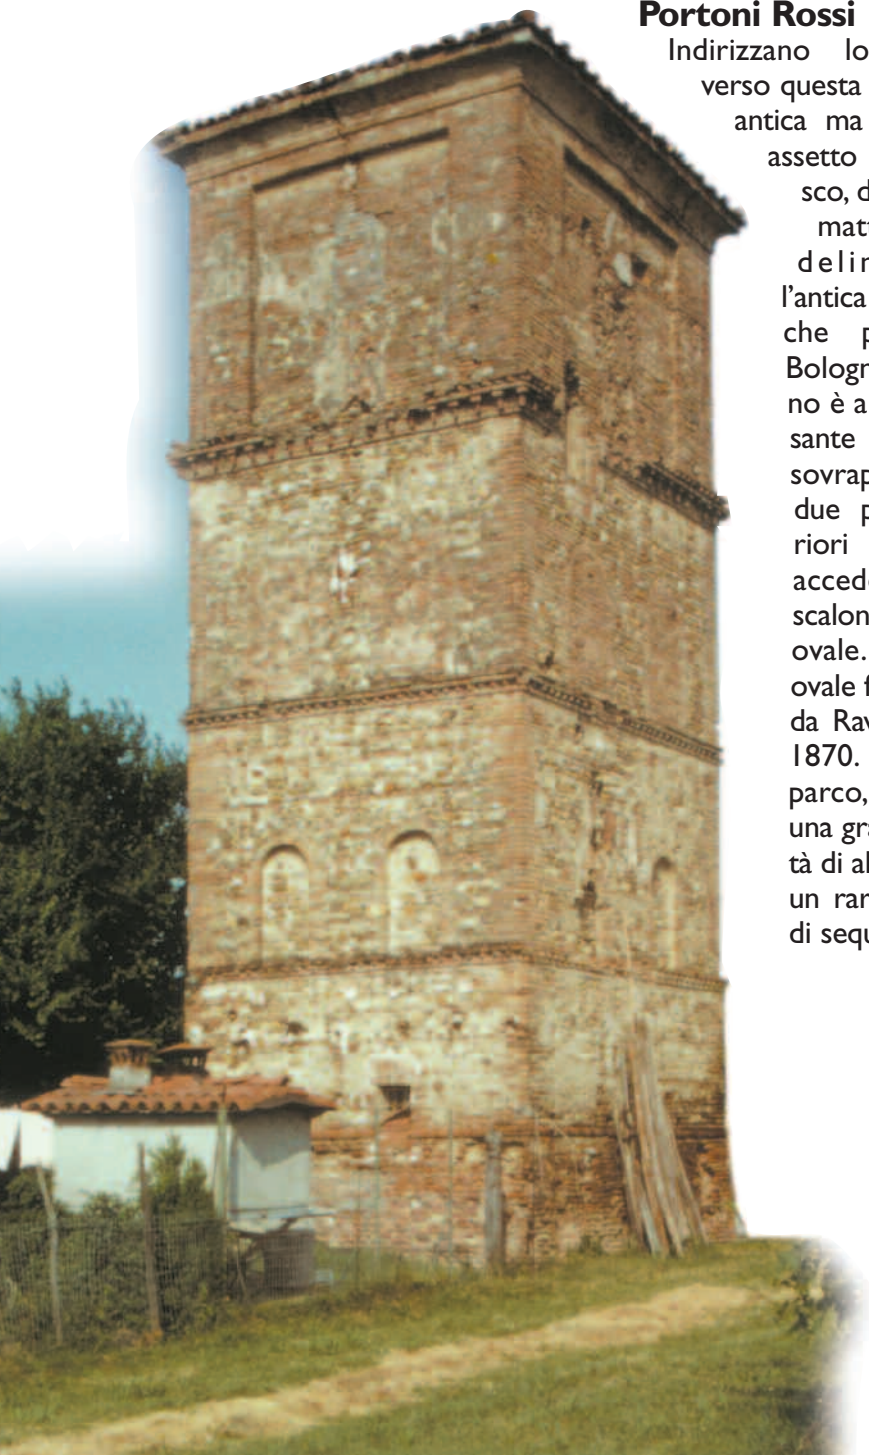 Portoni Rossi
Indirizzano lo
verso questa
antica ma
assetto
sco, d
matt
delin
l'antica
che p
Bologn
no è a
sante
sovrap
due p
riori
accede
scalon
ovale.
ovale f
da Rav
1870.
parco,
una gra
tà di al
un rar
di sequ